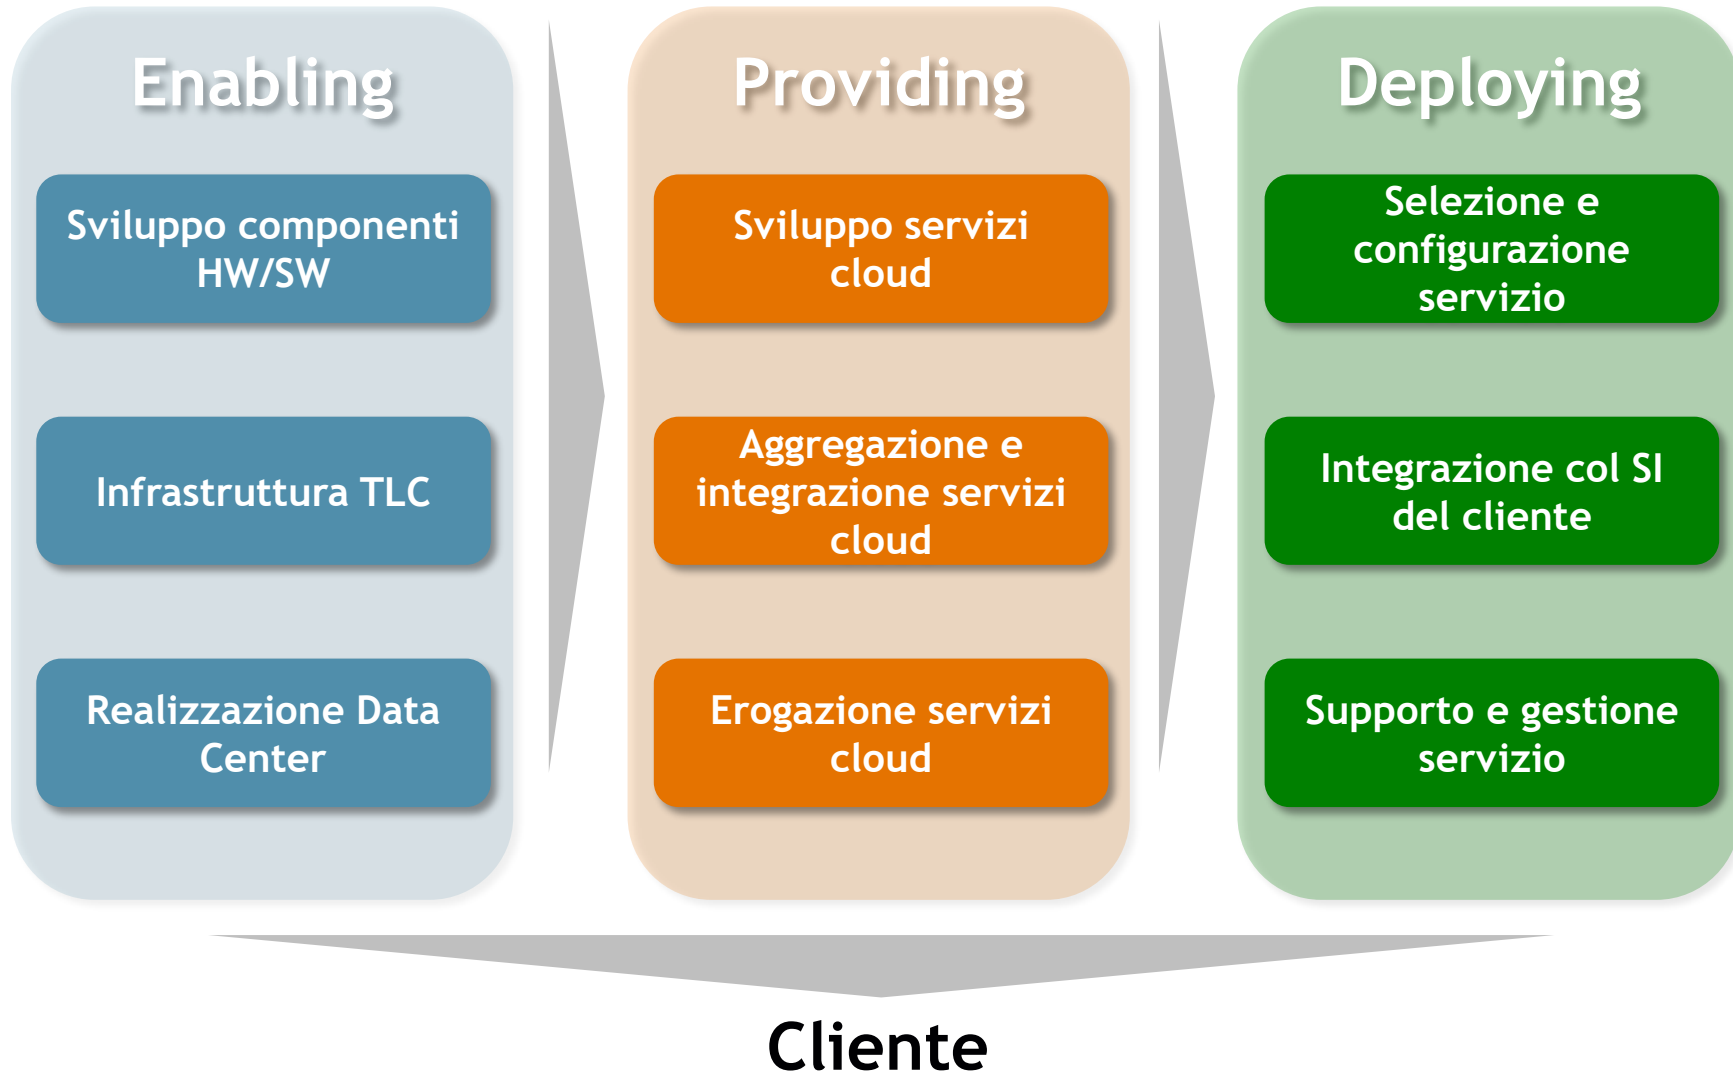 Enabling
Sviluppo componenti
HW/SW
Infrastruttura TLC
Realizzazione Data
Center
Providing
Sviluppo servizi
cloud
Aggregazione e
integrazione servizi
cloud
Erogazione servizi
cloud
Deploying
Selezione e
configurazione
servizio
Integrazione col SI
del cliente
Supporto e gestione
servizio
Cliente